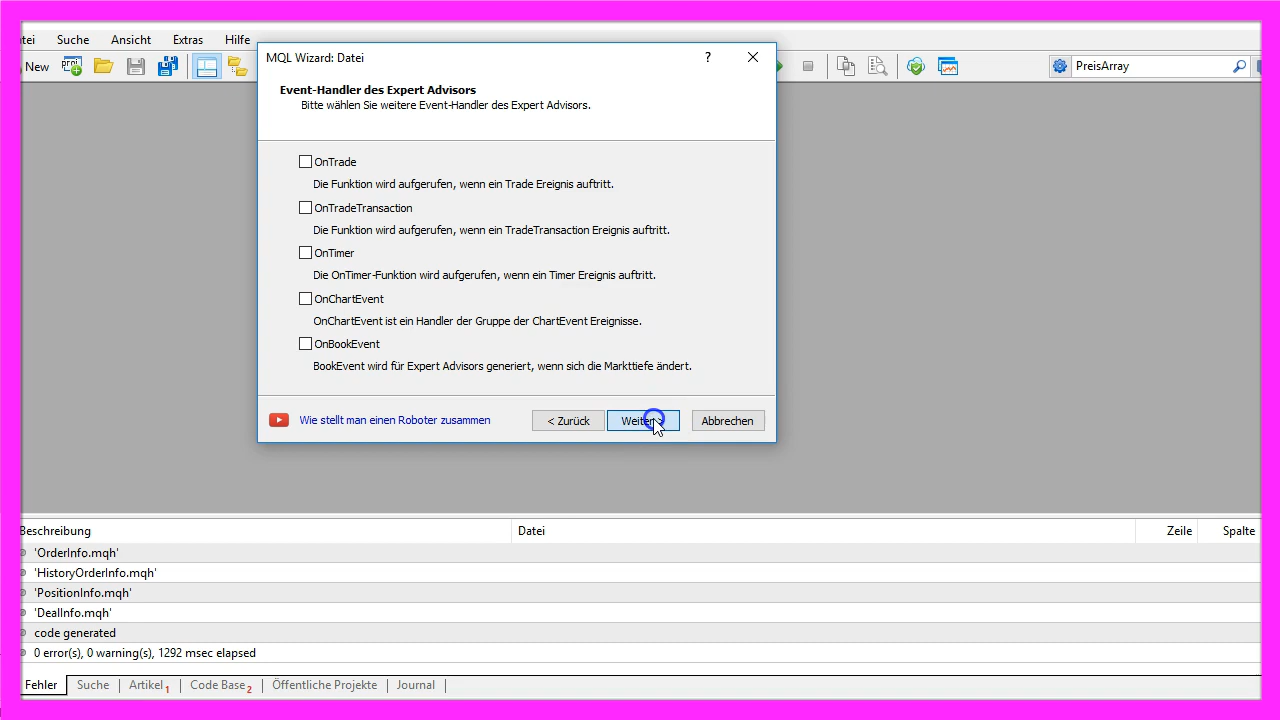 Suche Ansicht Extras Hilfe
New PreisArray
MQL Wizard: Datei ?
Event-Handler des Expert Advisors
Bitte wählen Sie weitere Event-Handler des Expert Advisors.
OnTrade
Die Funktion wird aufgerufen, wenn ein Trade Ereignis auftritt.
OnTradeTransaction
Die Funktion wird aufgerufen, wenn ein TradeTransaction Ereignis auftritt.
OnTimer
Die OnTimer-Funktion wird aufgerufen, wenn ein Timer Ereignis auftritt.
OnChartEvent
OnChartEvent ist ein Handler der Gruppe der ChartEvent Ereignisse.
OnBookEvent
BookEvent wird für Expert Advisors generiert, wenn sich die Markttiefe ändert.
Wie stellt man einen Roboter zusammen < Zurück Weiter > Abbrechen
Beschreibung Datei Zeile Spalte
'OrderInfo.mqh'
'HistoryOrderInfo.mqh'
'PositionInfo.mqh'
'DealInfo.mqh'
code generated
0 error(s), 0 warning(s), 1292 msec elapsed
Fehler Suche Artikel 1 Code Base 2 Öffentliche Projekte Journal